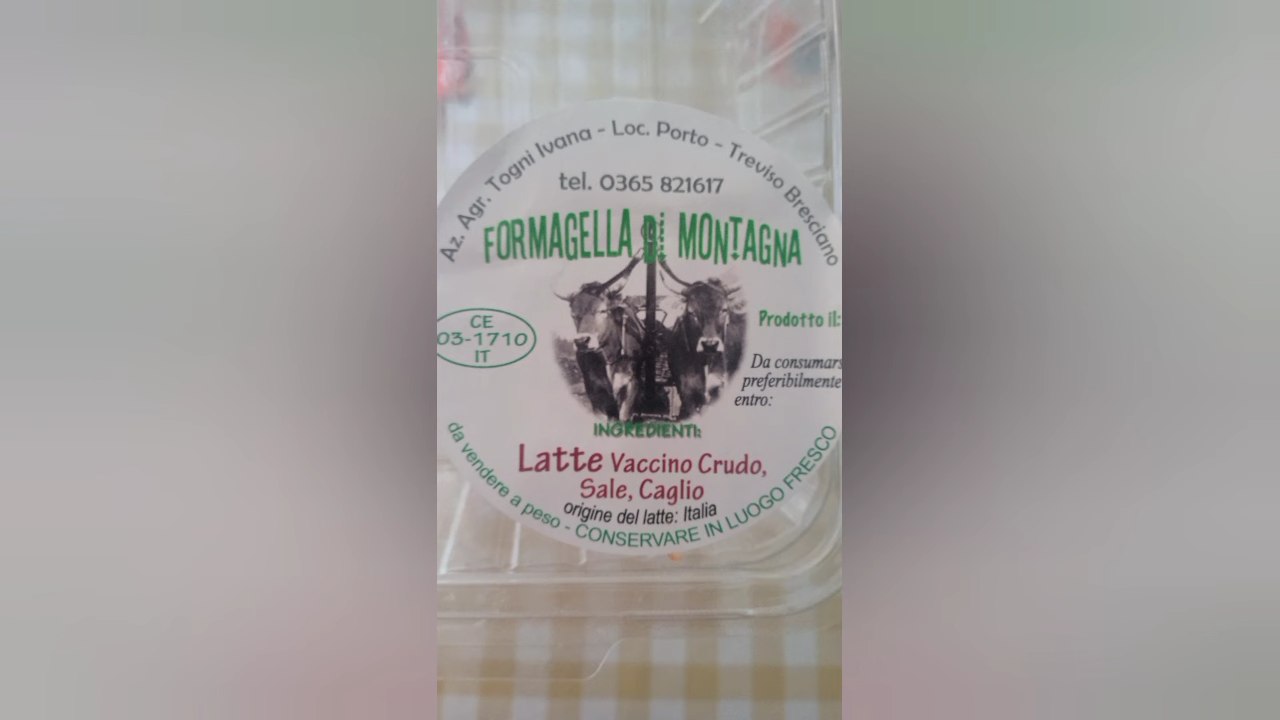 Az. Agr. Togni Ivana - Loc. Porto - Treviso Bresciano
tel. 0365 821617
FORMAGELLA Di MONTAGNA
CE
03-1710
IT
Prodotto il:
Da consumars
preferibilmente
entro:
INGREDIENTI:
Latte Vaccino Crudo,
Sale, Caglio
origine del latte: Italia
da vendere a peso - CONSERVARE IN LUOGO FRESCO